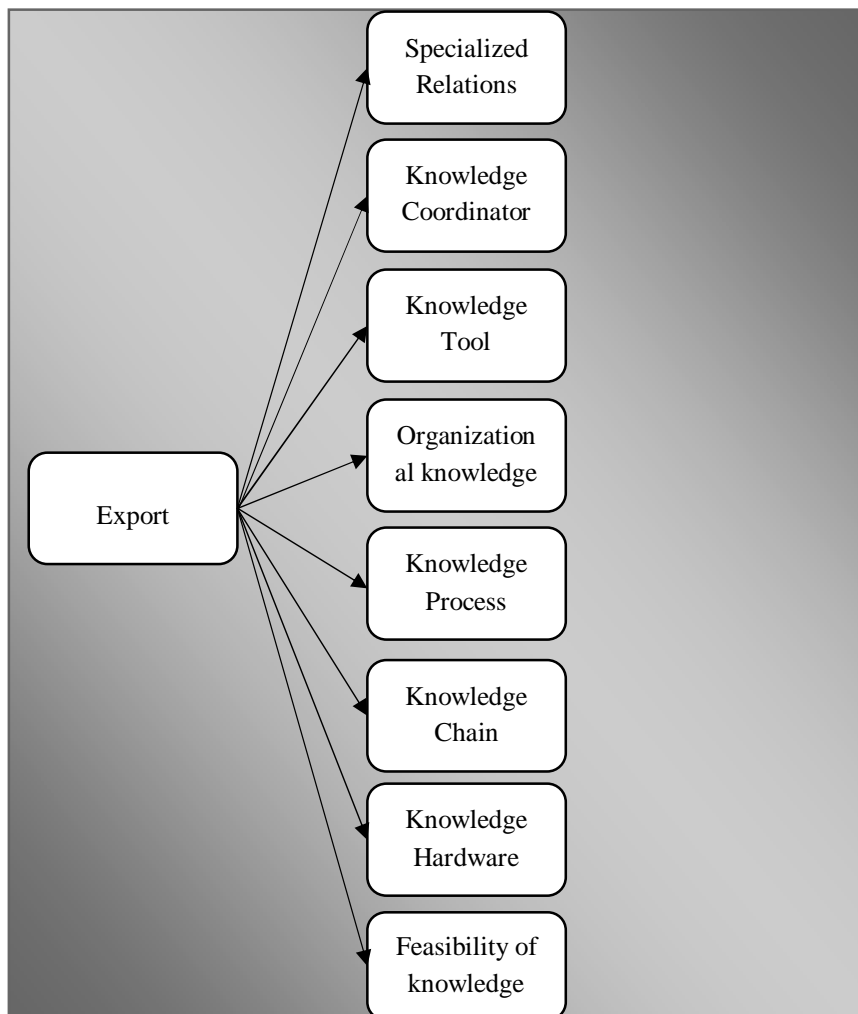 Specialized
Relations
Knowledge
Coordinator
Knowledge
Tool
Organization
al knowledge
Export
Knowledge
Process
Knowledge
Chain
Knowledge
Hardware
Feasibility of
knowledge